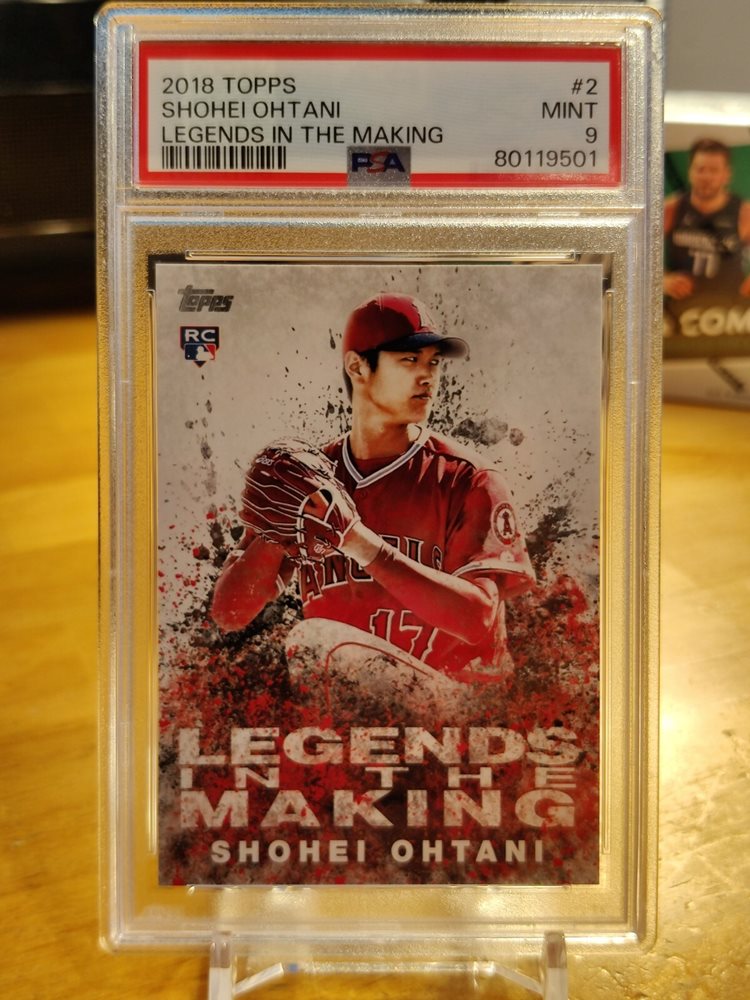 2018 TOPPS #2
SHOHEI OHTANI MINT
LEGENDS IN THE MAKING 9
PSA 80119501
Topps
RC
ANGELS
17
LEGENDS
IN THE
MAKING
SHOHEI OHTANI
77
COM